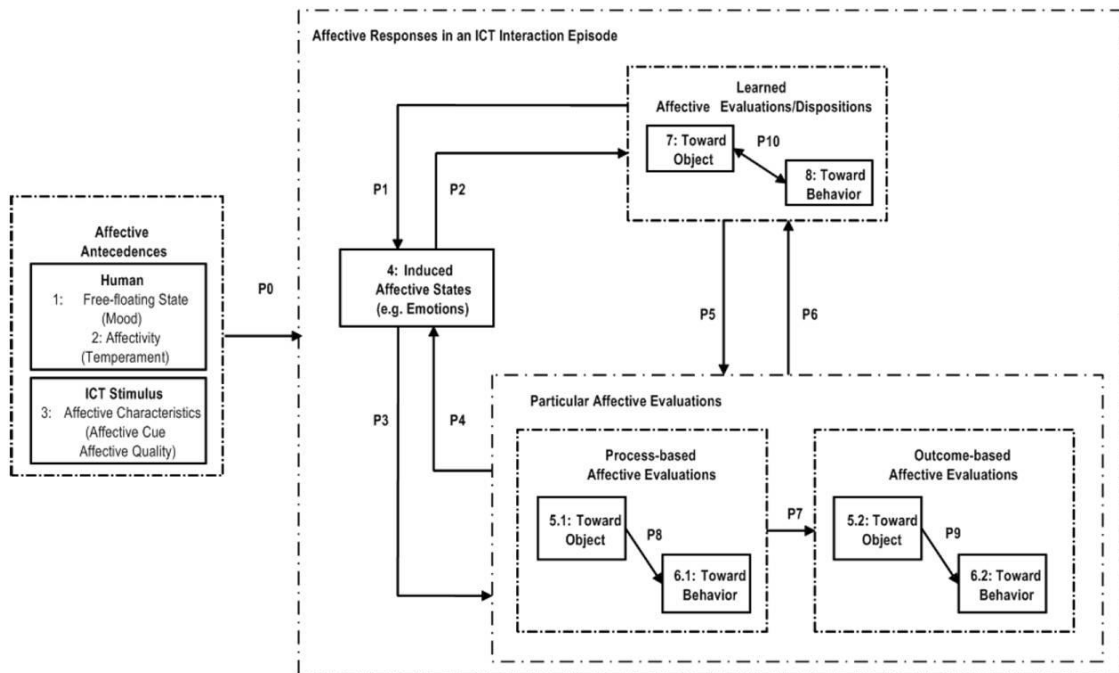 Affective Responses in an ICT Interaction Episode
Learned
Affective Evaluations/Dispositions
7: Toward
Object
P10
8: Toward
Behavior
P1
P2
Affective
Antecedences
Human
1: Free-floating State
(Mood)
2: Affectivity
(Temperament)
ICT Stimulus
3: Affective Characteristics
(Affective Cue
Affective Quality)
P0
4: Induced
Affective States
(e.g. Emotions)
P5
P6
P3
P4
Particular Affective Evaluations
Process-based
Affective Evaluations
5.1: Toward
Object
P8
6.1: Toward
Behavior
P7
Outcome-based
Affective Evaluations
5.2: Toward
Object
P9
6.2: Toward
Behavior